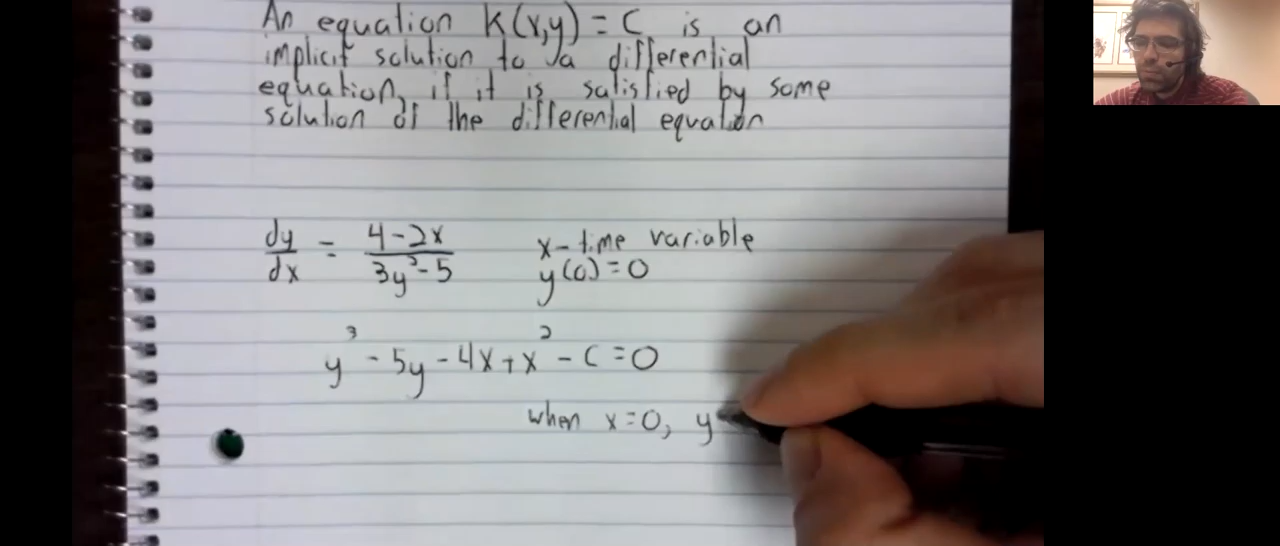 An equation K(x,y) = C is an
implicit solution to a differential
equation, if it is satisfied by some
solution of the differential equation
dy/dx = (4-2x)/(3y²-5) x-time variable
y(0)=0
y³ - 5y - 4x + x² - C = 0
when x=0, y